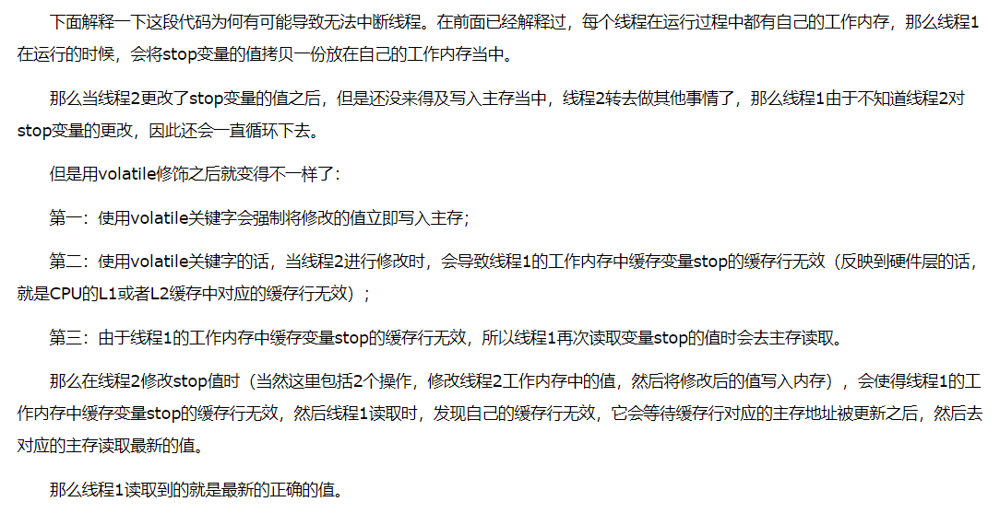 下面解释一下这段代码为何有可能导致无法中断线程。在前面已经解释过，每个线程在运行过程中都有自己的工作内存，那么线程1
在运行的时候，会将stop变量的值拷贝一份放在自己的工作内存当中。
那么当线程2更改了stop变量的值之后，但是还没来得及写入主存当中，线程2转去做其他事情了，那么线程1由于不知道线程2对
stop变量的更改，因此还会一直循环下去。
但是用volatile修饰之后就变得不一样了：
第一：使用volatile关键字会强制将修改的值立即写入主存；
第二：使用volatile关键字的话，当线程2进行修改时，会导致线程1的工作内存中缓存变量stop的缓存行无效（反映到硬件层的话，
就是CPU的L1或者L2缓存中对应的缓存行无效）；
第三：由于线程1的工作内存中缓存变量stop的缓存行无效，所以线程1再次读取变量stop的值时会去主存读取。
那么在线程2修改stop值时（当然这里包括2个操作，修改线程2工作内存中的值，然后将修改后的值写入内存），会使得线程1的工
作内存中缓存变量stop的缓存行无效，然后线程1读取时，发现自己的缓存行无效，它会等待缓存行对应的主存地址被更新之后，然后去
对应的主存读取最新的值。
那么线程1读取到的就是最新的正确的值。